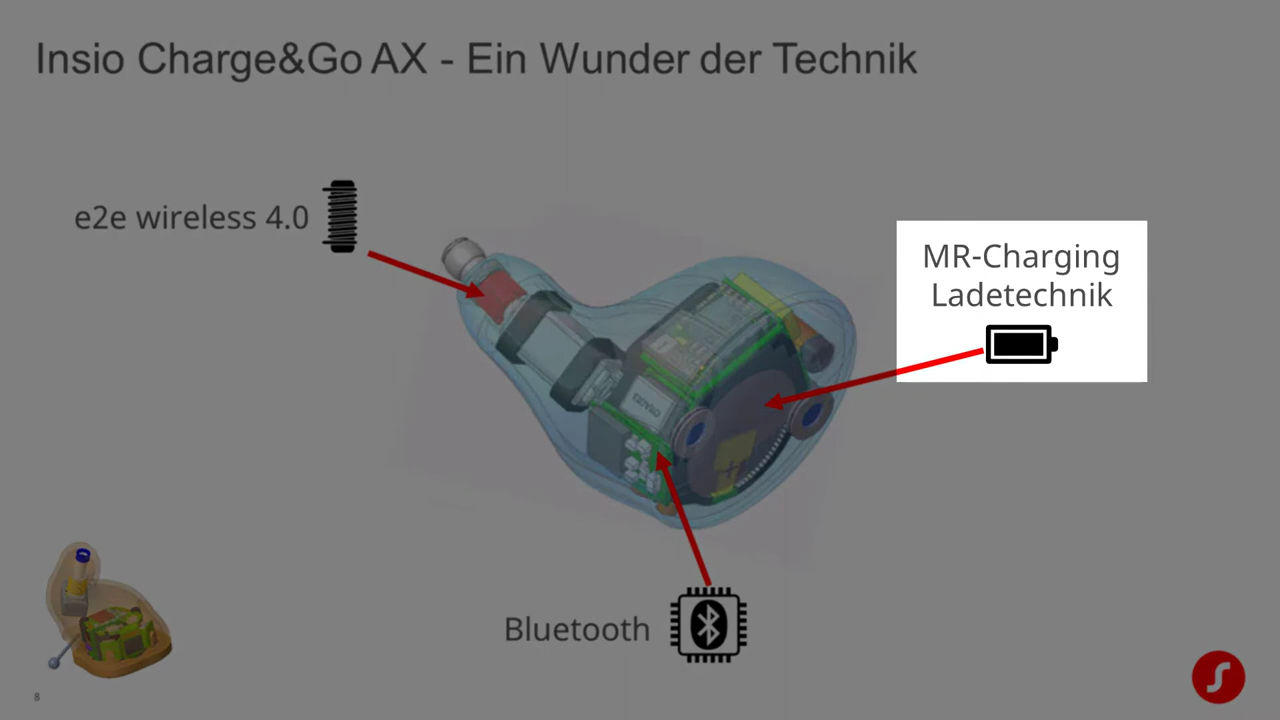 Insio Charge&Go AX - Ein Wunder der Technik
e2e wireless 4.0
MR-Charging
Ladetechnik
Bluetooth
8